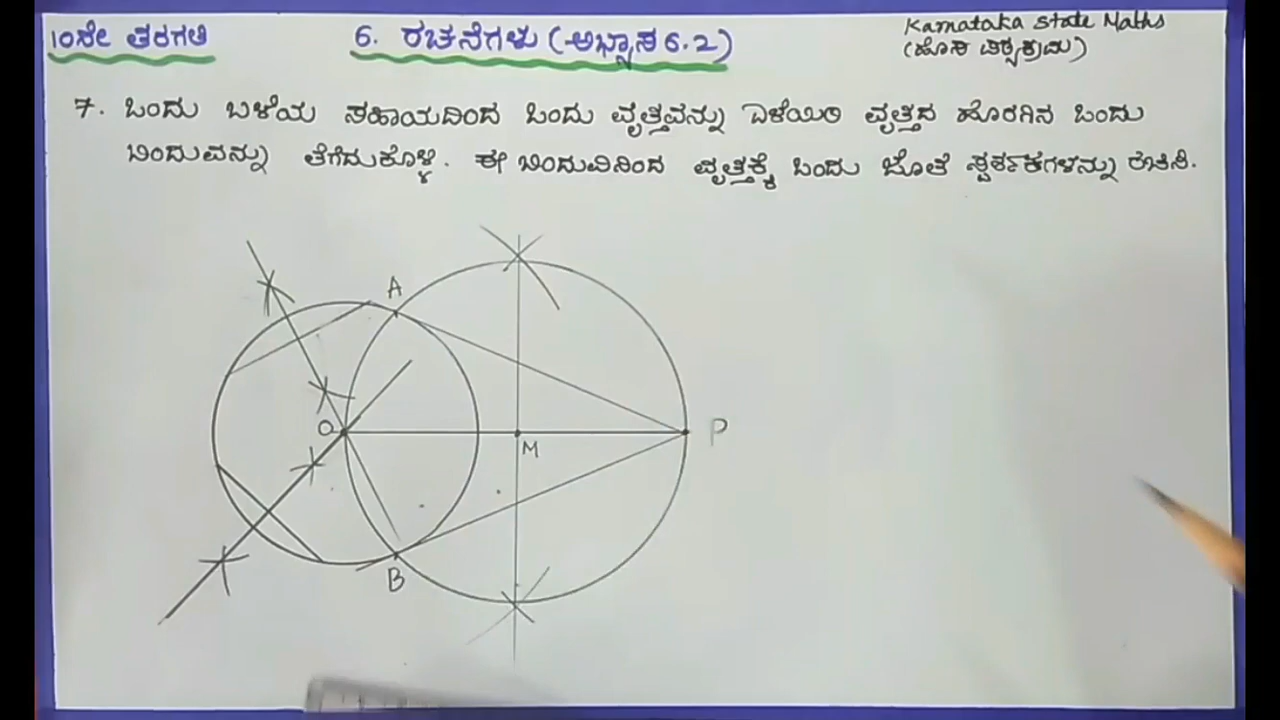 10ನೇ ತರಗತಿ
6. ರಚನೆಗಳು (ಅಭ್ಯಾಸ 6.2)
Karnataka State Maths
(ಹೊಸ ಪಠ್ಯಕ್ರಮ)
7. ಒಂದು ಬಳೆಯ ಸಹಾಯದಿಂದ ಒಂದು ವೃತ್ತವನ್ನು ಎಳೆಯಿರಿ ವೃತ್ತದ ಹೊರಗಿನ ಒಂದು
ಬಿಂದುವನ್ನು ತೆಗೆದುಕೊಳ್ಳಿ. ಈ ಬಿಂದುವಿನಿಂದ ವೃತ್ತಕ್ಕೆ ಒಂದು ಜೊತೆ ಸ್ಪರ್ಶಕಗಳನ್ನು ರಚಿಸಿ.
A
O
M
P
B